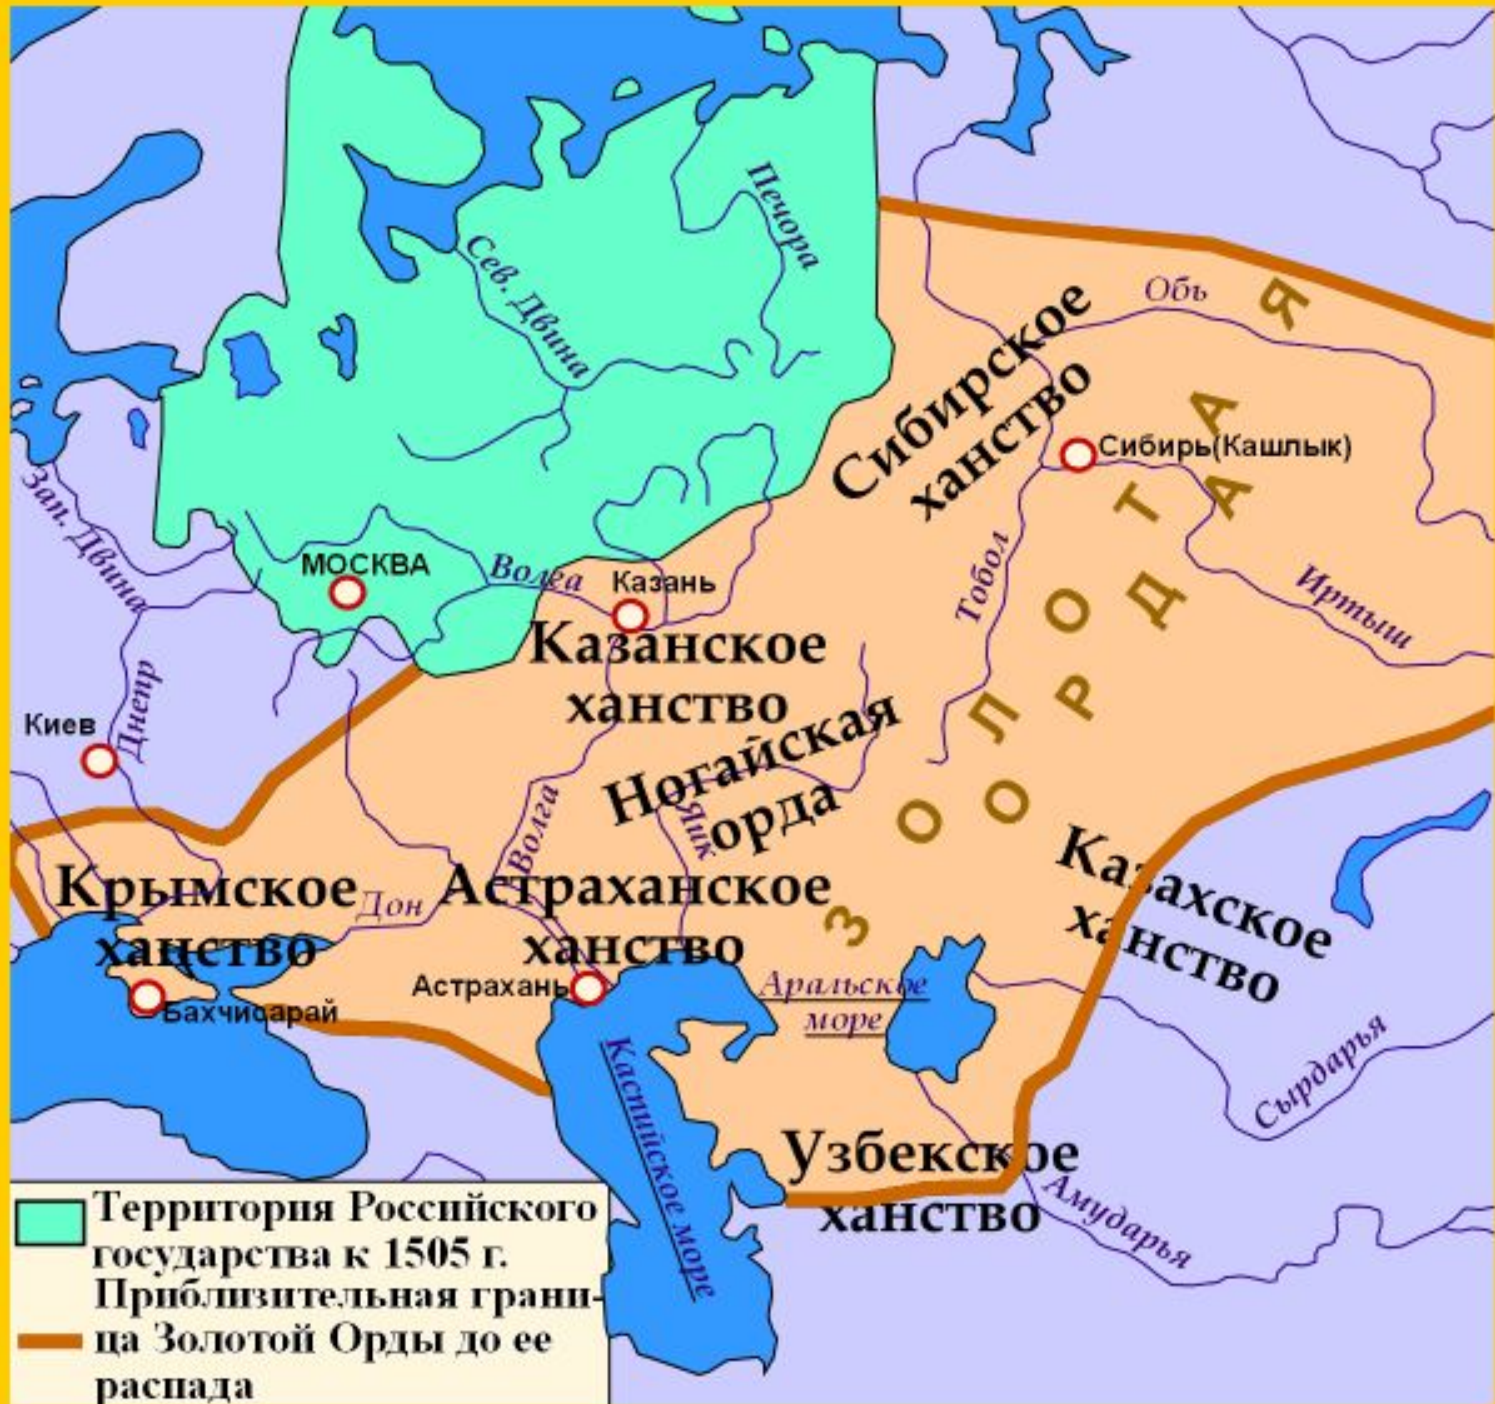 Печора
Сев. Двина
Обь
Сибирское
ханство
Сибирь(Кашлык)
Зап. Двина
МОСКВА
Волга
Казань
Тобол
Иртыш
Казанское
ханство
Киев
Днепр
Ногайская
орда
Яик
Волга
ЗОЛОТАЯ
ОРДА
Казахское
ханство
Крымское
ханство
Дон
Астраханское
ханство
Астрахань
Бахчисарай
Аральское
море
Каспийское море
Сырдарья
Узбекское
ханство
Амударья
Территория Российского
государства к 1505 г.
Приблизительная грани-
ца Золотой Орды до ее
распада